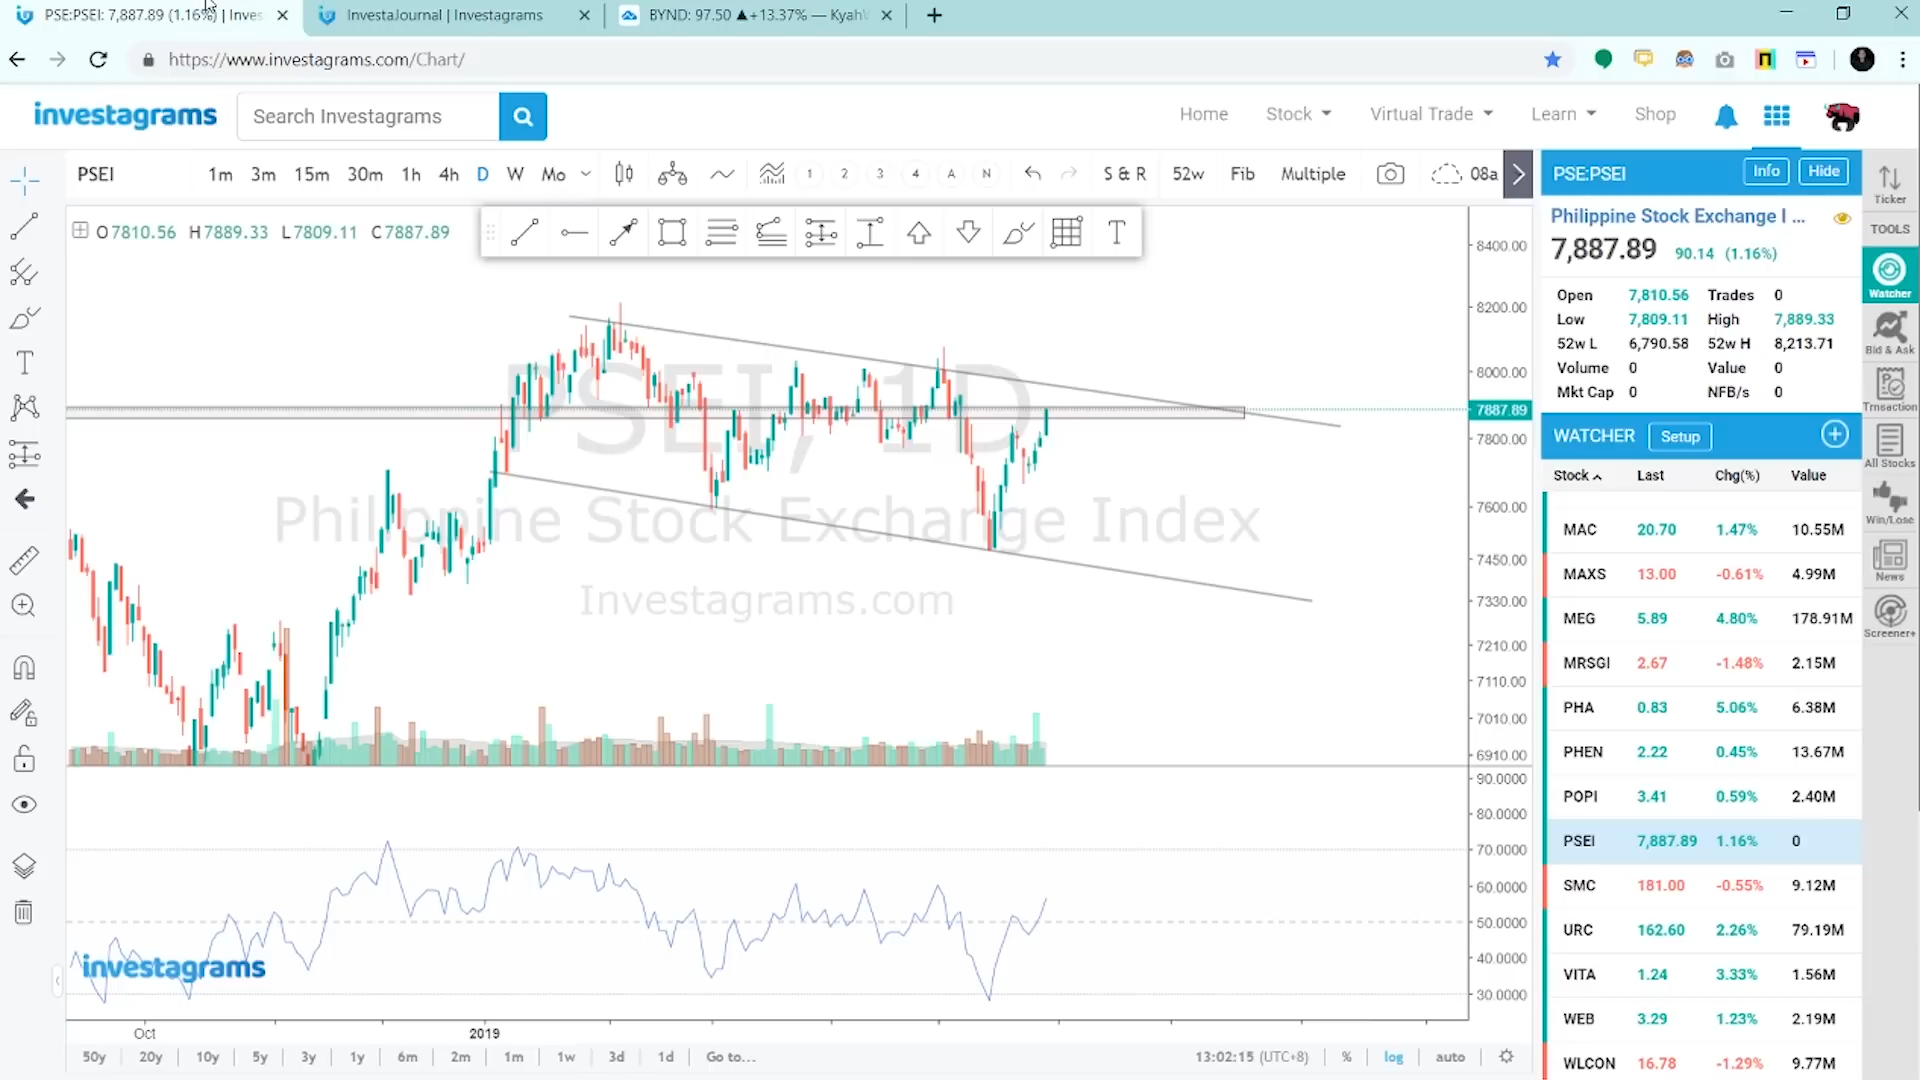 PSE:PSEI: 7,887.89 (1.16%) | Inves
InvestaJournal | Investagrams
BYND: 97.50 ▲+13.37% — Kyah
https://www.investagrams.com/Chart/
investagrams
Search Investagrams
Home
Stock
Virtual Trade
Learn
Shop
PSEI
1m 3m 15m 30m 1h 4h D W Mo
1 2 3 4 A N
S & R 52w Fib Multiple
08a
O7810.56 H7889.33 L7809.11 C7887.89
PSEI, 1D
Philippine Stock Exchange Index
Investagrams.com
8400.00
8200.00
8000.00
7887.89
7800.00
7600.00
7450.00
7330.00
7210.00
7110.00
7010.00
6910.00
90.0000
80.0000
70.0000
60.0000
50.0000
40.0000
30.0000
investagrams
Oct 2019
50y 20y 10y 5y 3y 1y 6m 2m 1m 1w 3d 1d Go to...
13:02:15 (UTC+8) % log auto
PSE:PSEI Info Hide
Philippine Stock Exchange I ...
7,887.89 90.14 (1.16%)
Open 7,810.56 Trades 0
Low 7,809.11 High 7,889.33
52w L 6,790.58 52w H 8,213.71
Volume 0 Value 0
Mkt Cap 0 NFB/s 0
WATCHER Setup
Stock Last Chg(%) Value
MAC 20.70 1.47% 10.55M
MAXS 13.00 -0.61% 4.99M
MEG 5.89 4.80% 178.91M
MRSGI 2.67 -1.48% 2.15M
PHA 0.83 5.06% 6.38M
PHEN 2.22 0.45% 13.67M
POPI 3.41 0.59% 2.40M
PSEI 7,887.89 1.16% 0
SMC 181.00 -0.55% 9.12M
URC 162.60 2.26% 79.19M
VITA 1.24 3.33% 1.56M
WEB 3.29 1.23% 2.19M
WLCON 16.78 -1.29% 9.77M
Ticker
TOOLS
Watcher
Bid & Ask
Trnsaction
All Stocks
Win/Lose
News
Screener+